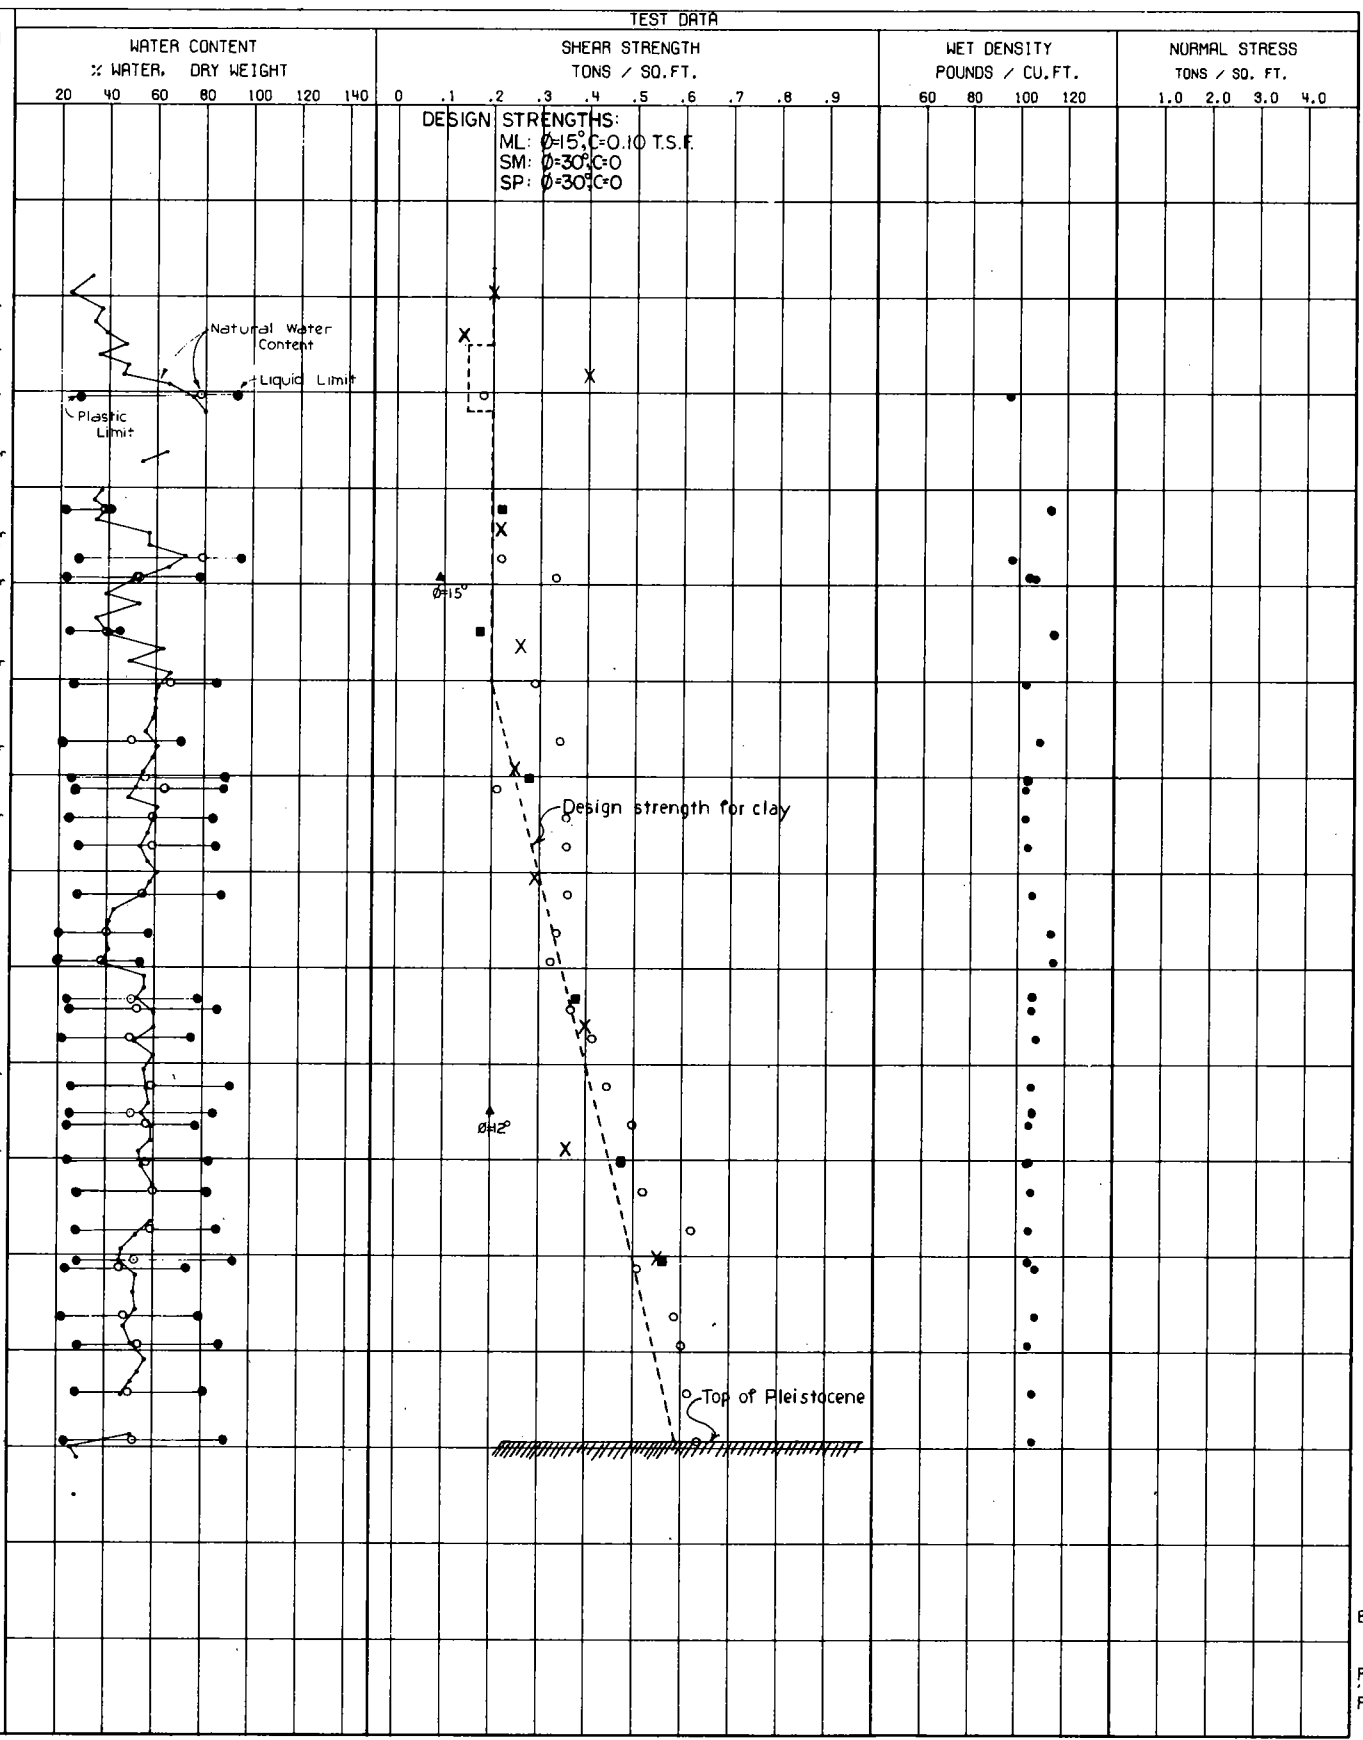 TEST DATA
WATER CONTENT
% WATER, DRY WEIGHT
20 40 60 80 100 120 140
SHEAR STRENGTH
TONS / SQ.FT.
0 .1 .2 .3 .4 .5 .6 .7 .8 .9
WET DENSITY
POUNDS / CU.FT.
60 80 100 120
NORMAL STRESS
TONS / SQ. FT.
1.0 2.0 3.0 4.0
DESIGN STRENGTHS:
ML: Ø=15°, C=0.10 T.S.F.
SM: Ø=30°, C=0
SP: Ø=30°, C=0
Natural Water
Content
Liquid Limit
Plastic
Limit
Ø=15°
Design strength for clay
Ø=12°
Top of Pleistocene